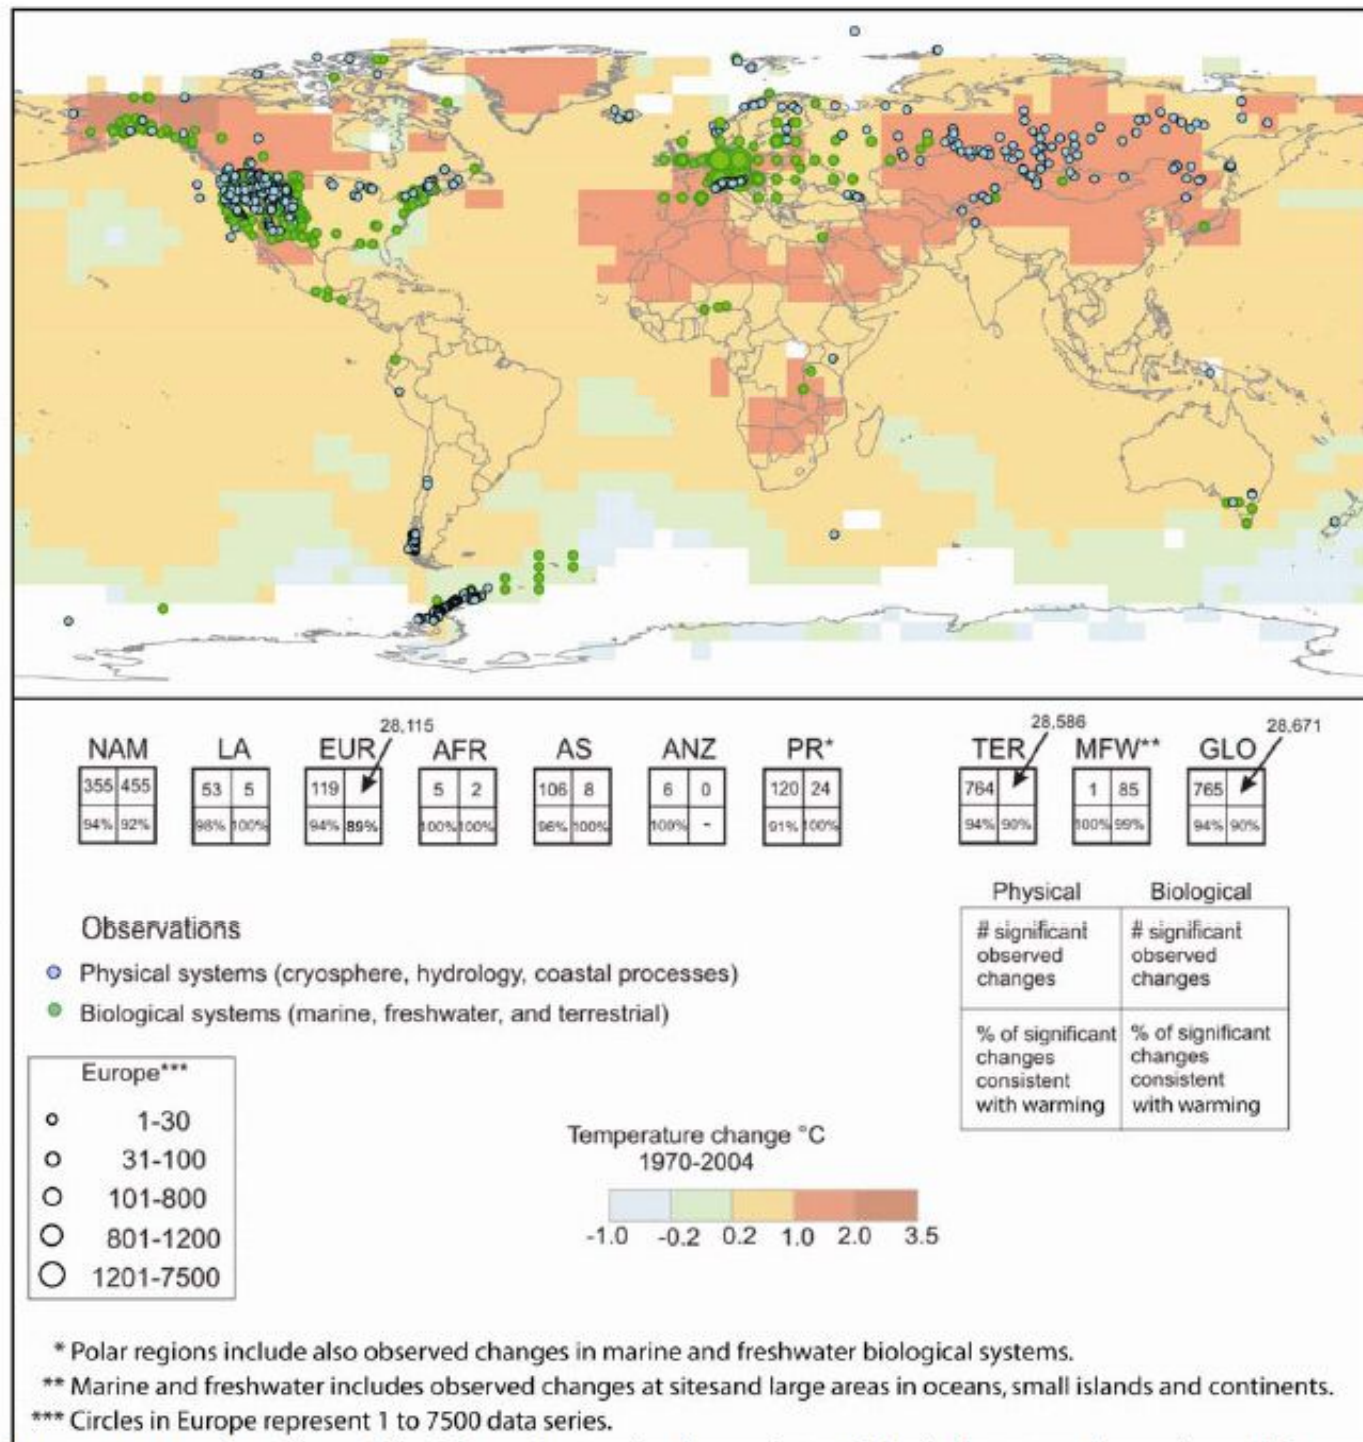 28,115
28,586
28,671
NAM LA EUR AFR AS ANZ PR* TER MFW** GLO
355 455 53 5 119 5 2 106 8 6 0 120 24 764 1 85 765
94% 92% 98% 100% 94% 89% 100% 100% 96% 100% 100% - 91% 100% 94% 90% 100% 99% 94% 90%
Physical Biological
# significant observed changes
# significant observed changes
% of significant changes consistent with warming
% of significant changes consistent with warming
Observations
Physical systems (cryosphere, hydrology, coastal processes)
Biological systems (marine, freshwater, and terrestrial)
Europe***
1-30
31-100
101-800
801-1200
1201-7500
Temperature change °C
1970-2004
-1.0 -0.2 0.2 1.0 2.0 3.5
* Polar regions include also observed changes in marine and freshwater biological systems.
** Marine and freshwater includes observed changes at sitesand large areas in oceans, small islands and continents.
*** Circles in Europe represent 1 to 7500 data series.